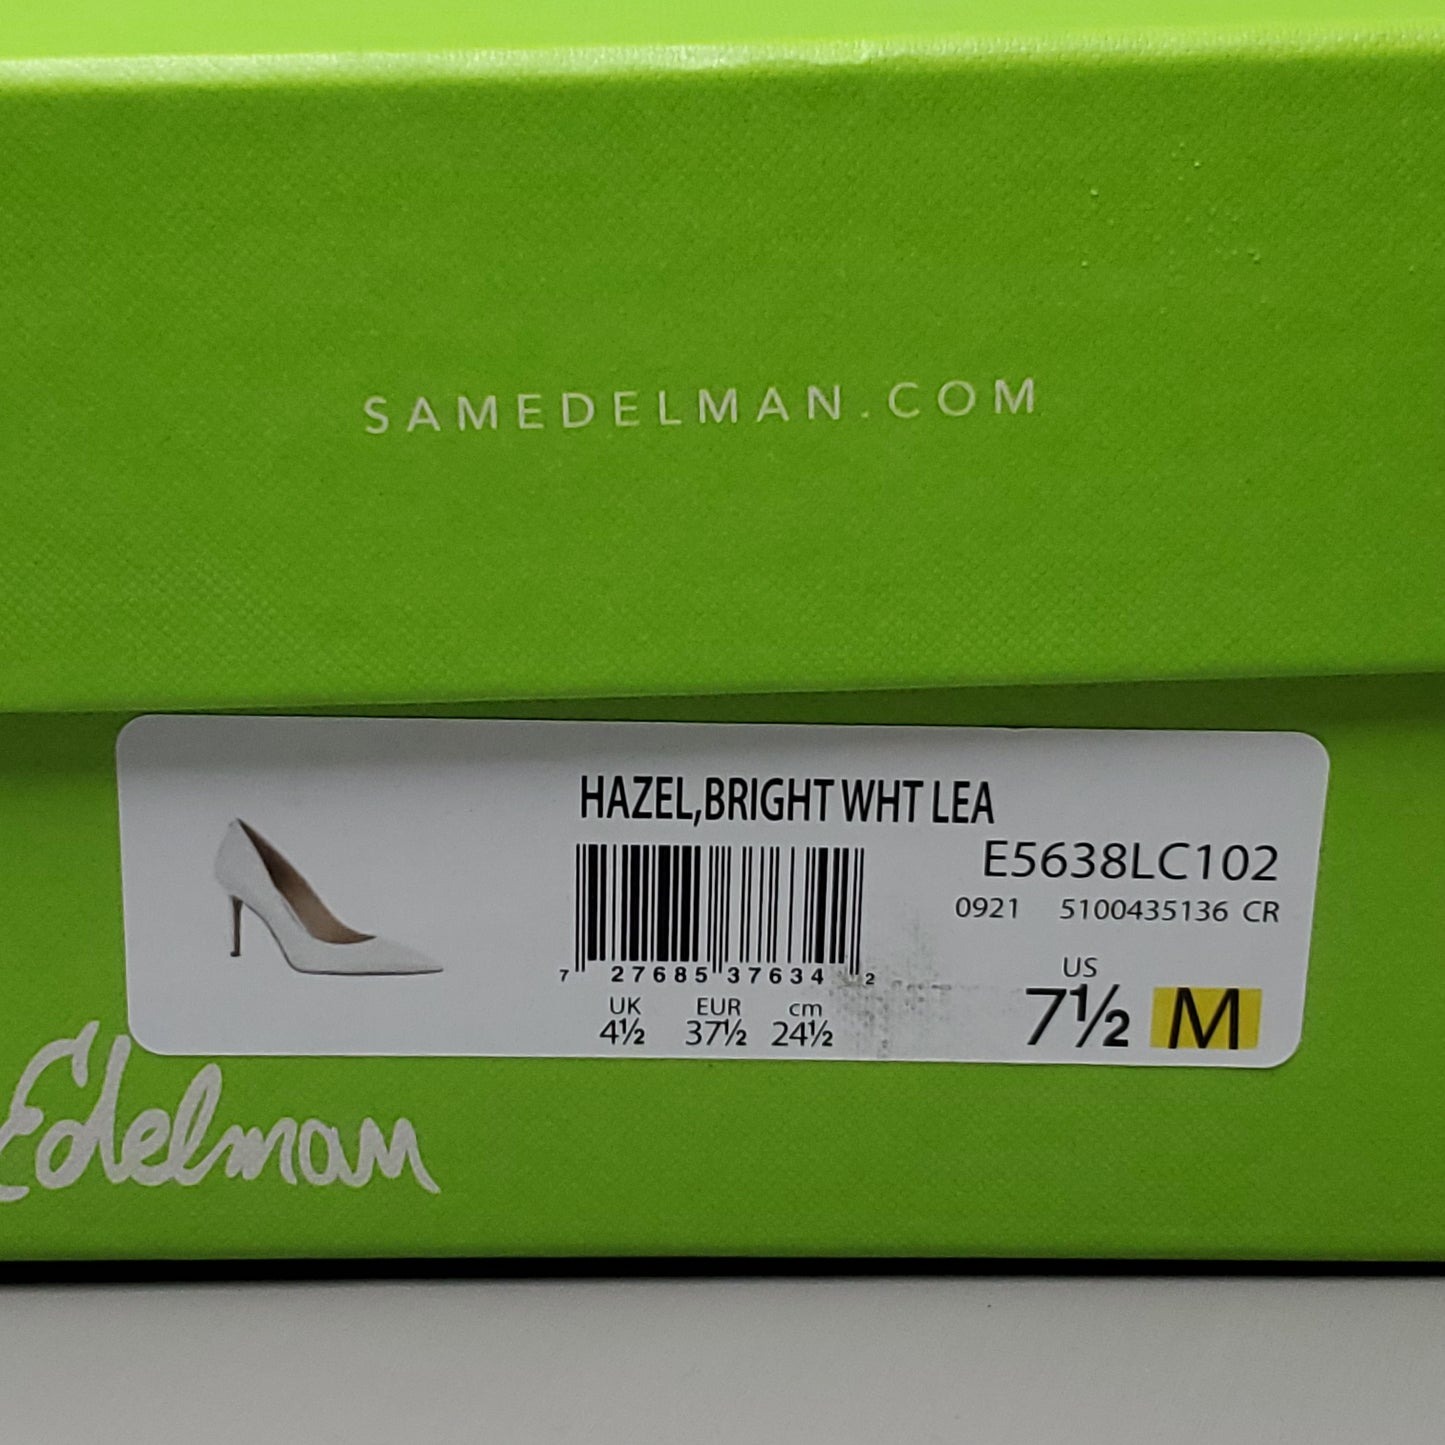 SAMEDELMAN.COM
HAZEL,BRIGHT WHT LEA
E5638LC102
0921 5100435136 CR
7 27685 37634 2
UK EUR cm US
4½ 37½ 24½ 7½ M
Edelman